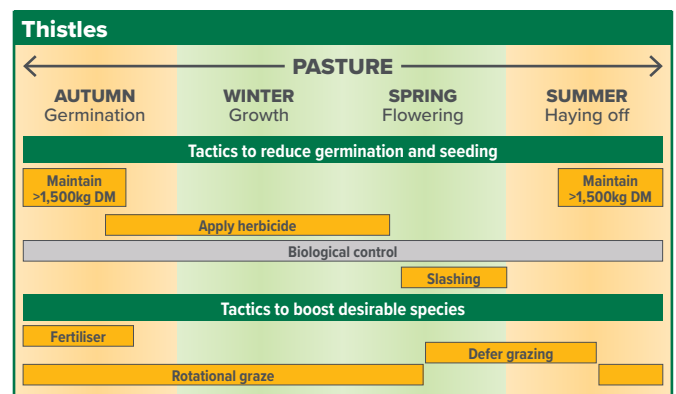 Thistles
PASTURE
AUTUMN WINTER SPRING SUMMER
Germination Growth Flowering Haying off
Tactics to reduce germination and seeding
Maintain Maintain
>1,500kg DM >1,500kg DM
Apply herbicide
Biological control
Slashing
Tactics to boost desirable species
Fertiliser
Defer grazing
Rotational graze